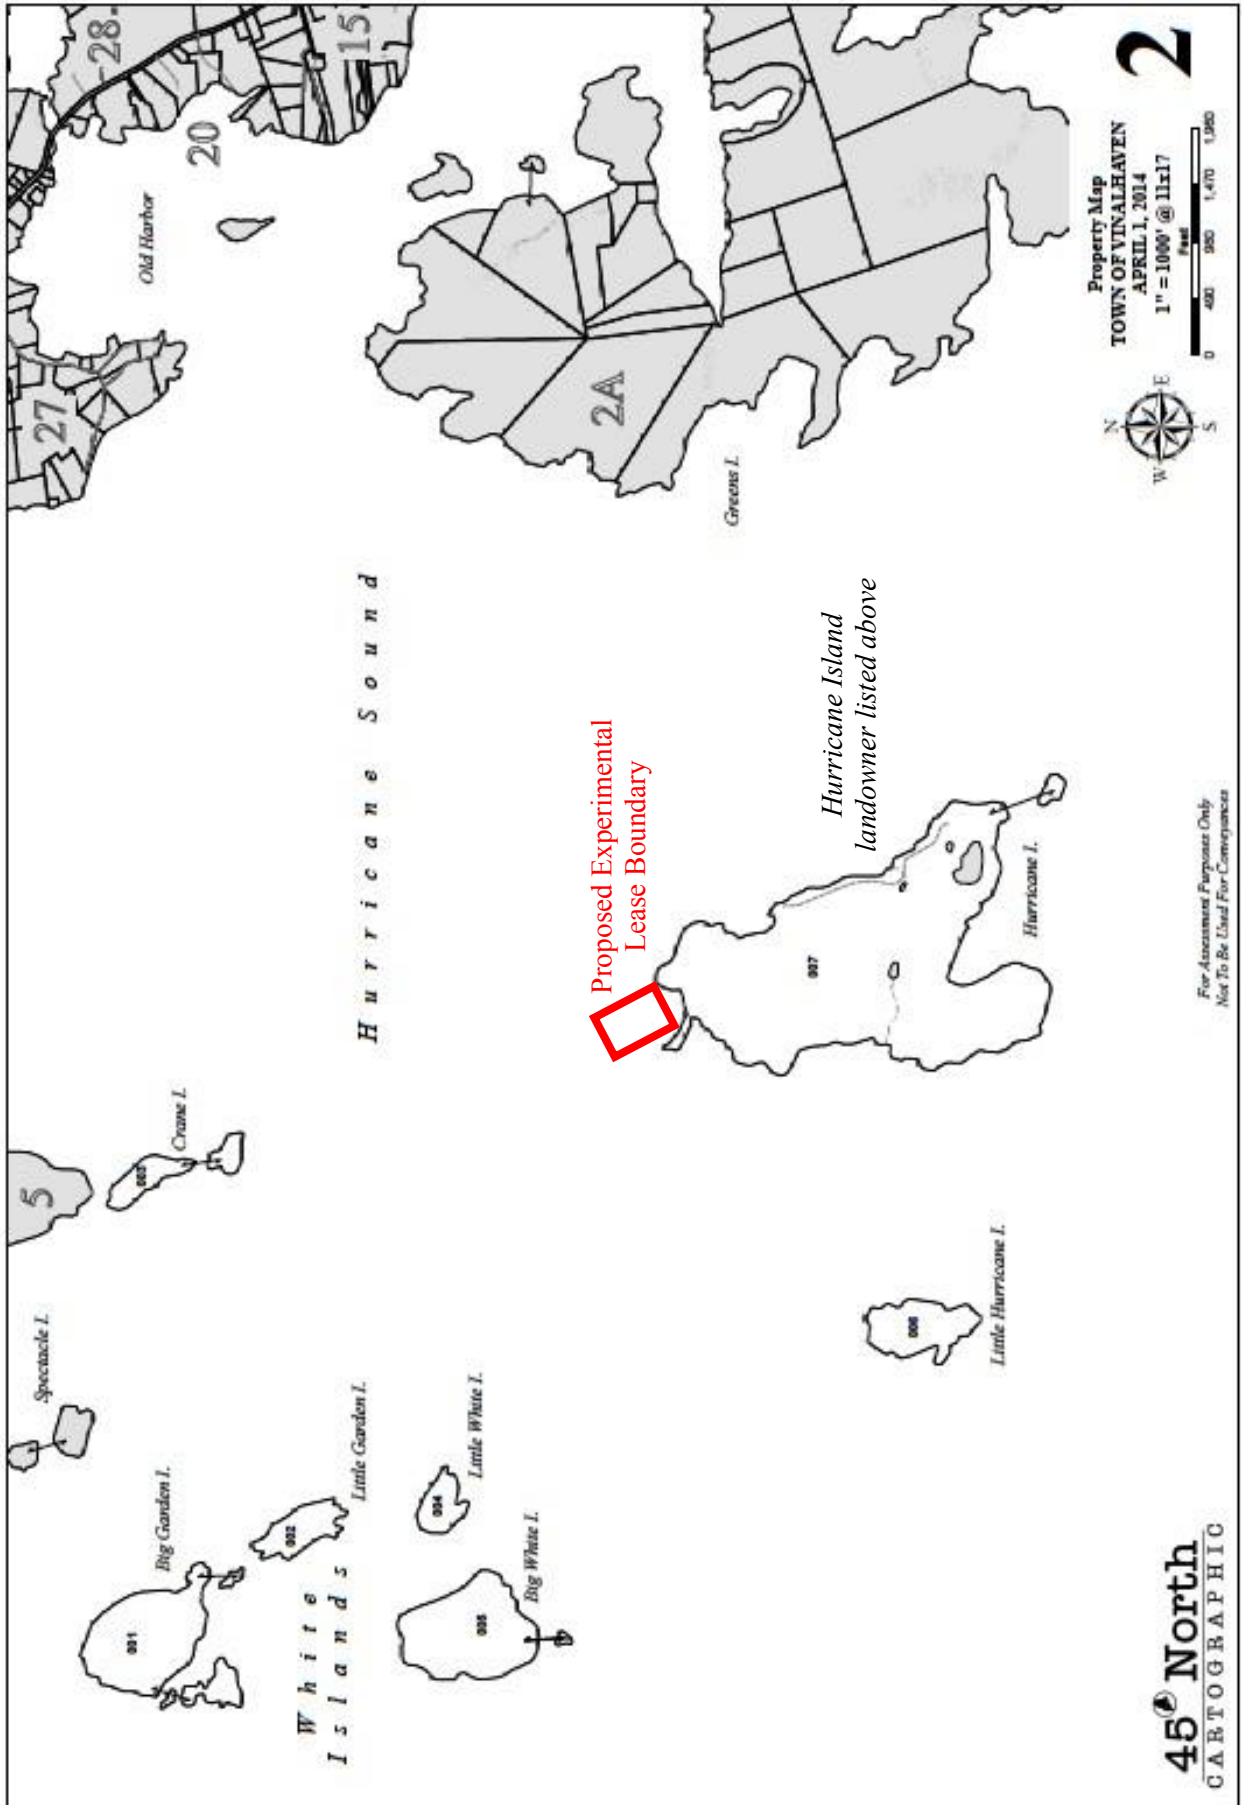 28
15
20
Old Harbor
27
2A
Greens I.
Hurricane Sound
5
Crane I.
003
Spectacle I.
Big Garden I.
001
Little Garden I.
002
White
Islands
Little White I.
004
Big White I.
005
Proposed Experimental
Lease Boundary
Hurricane Island
landowner listed above
007
Hurricane I.
006
Little Hurricane I.
45 North
CARTOGRAPHIC
For Assessment Purposes Only
Not To Be Used For Conveyances
N
W
E
S
Property Map
TOWN OF VINALHAVEN
APRIL 1, 2014
1" = 1000' @ 11x17
Feet
0 490 980 1,470 1,960
2